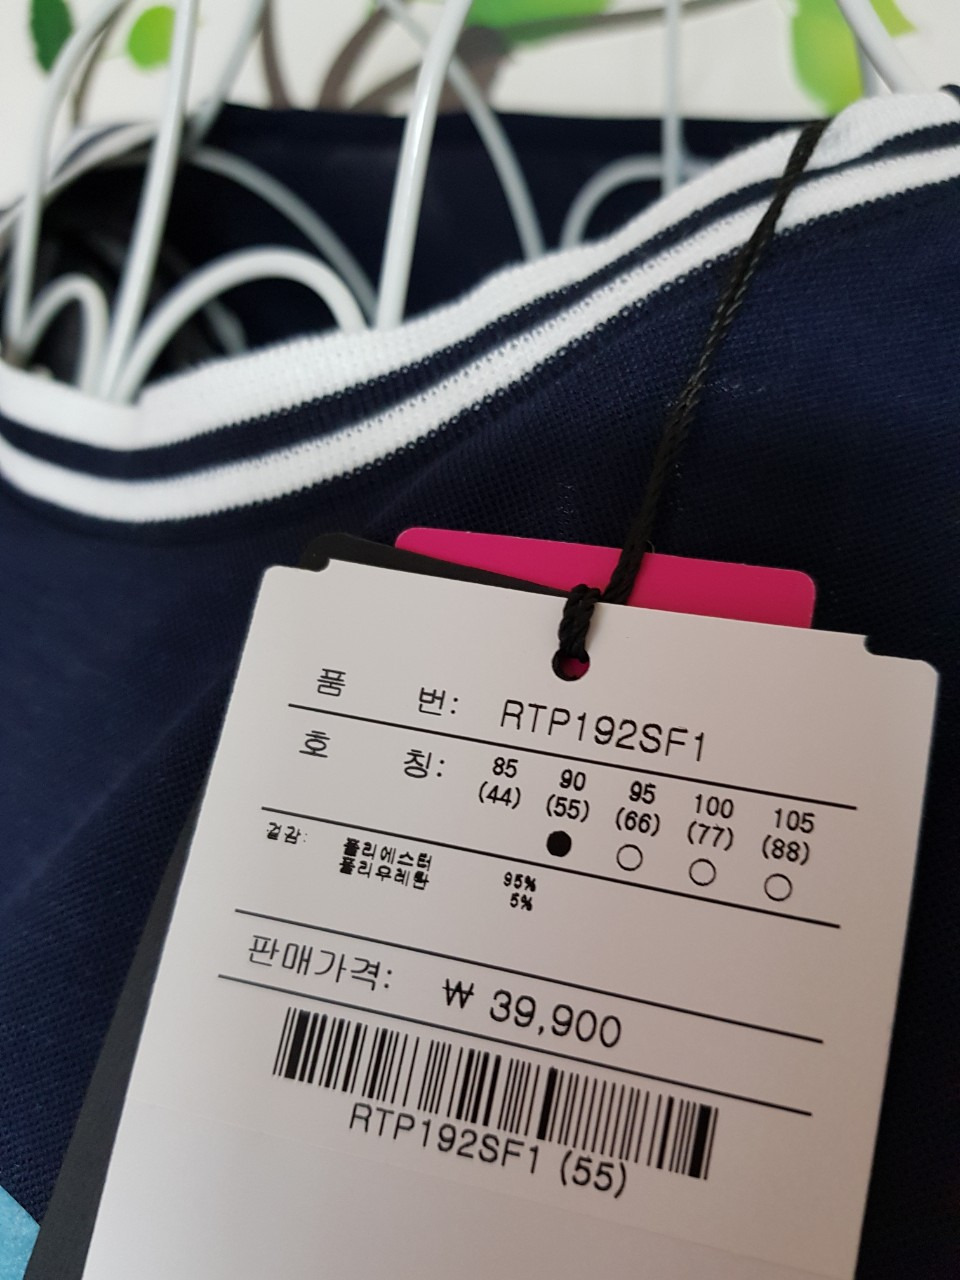 품 번: RTP192SF1
호 칭: 85 90 95 100 105
(44) (55) (66) (77) (88)
겉감: 폴리에스터 95%
폴리우레탄 5%
판매가격: ₩ 39,900
RTP192SF1 (55)